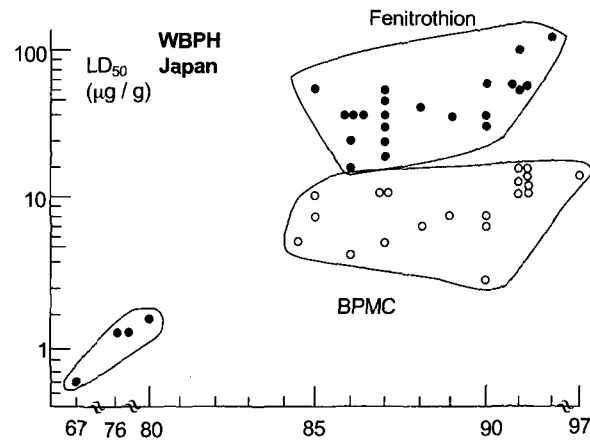 Fenitrothion
WBPH
Japan
LD50
(μg / g)
100
10
1
BPMC
67 76 80 85 90 97